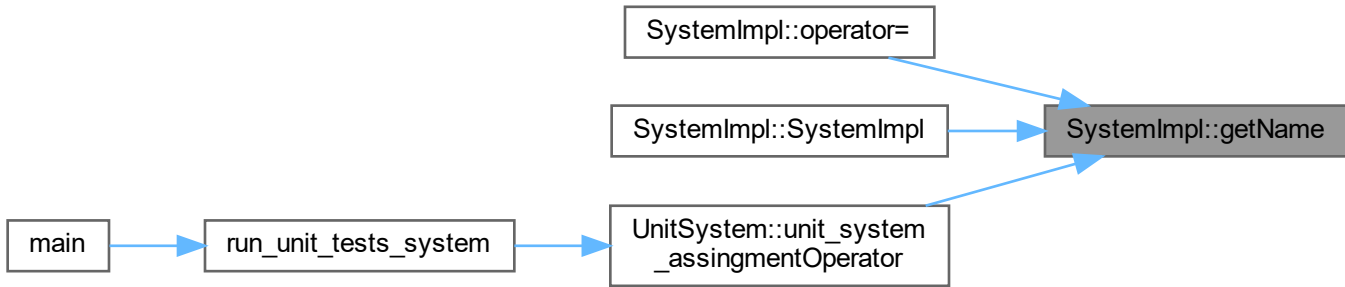 SystemImpl::operator=
SystemImpl::SystemImpl
SystemImpl::getName
main
run_unit_tests_system
UnitSystem::unit_system
_assingmentOperator